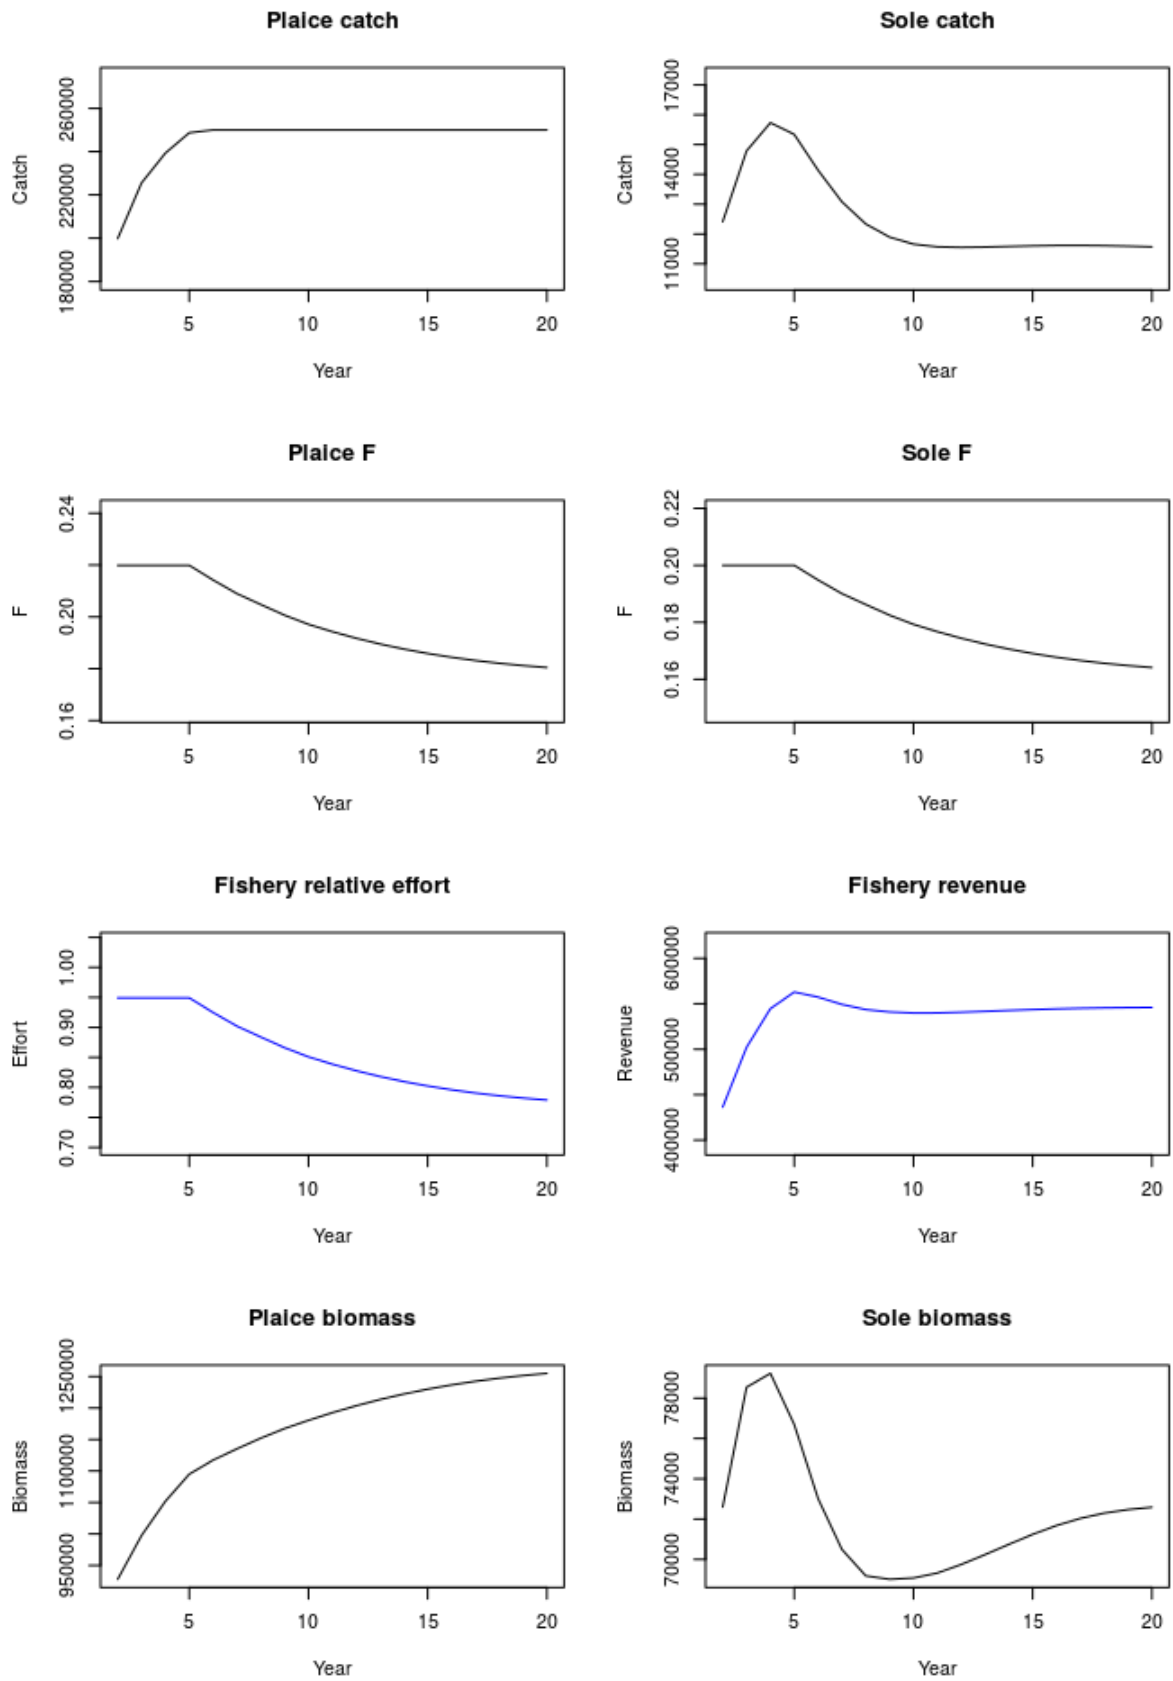 Plaice catch
Catch
260000
220000
180000
5 10 15 20
Year
Sole catch
Catch
17000
14000
11000
5 10 15 20
Year
Plaice F
F
0.24
0.20
0.16
5 10 15 20
Year
Sole F
F
0.22
0.20
0.18
0.16
5 10 15 20
Year
Fishery relative effort
Effort
1.00
0.90
0.80
0.70
5 10 15 20
Year
Fishery revenue
Revenue
600000
500000
400000
5 10 15 20
Year
Plaice biomass
Biomass
1250000
1100000
950000
5 10 15 20
Year
Sole biomass
Biomass
78000
74000
70000
5 10 15 20
Year